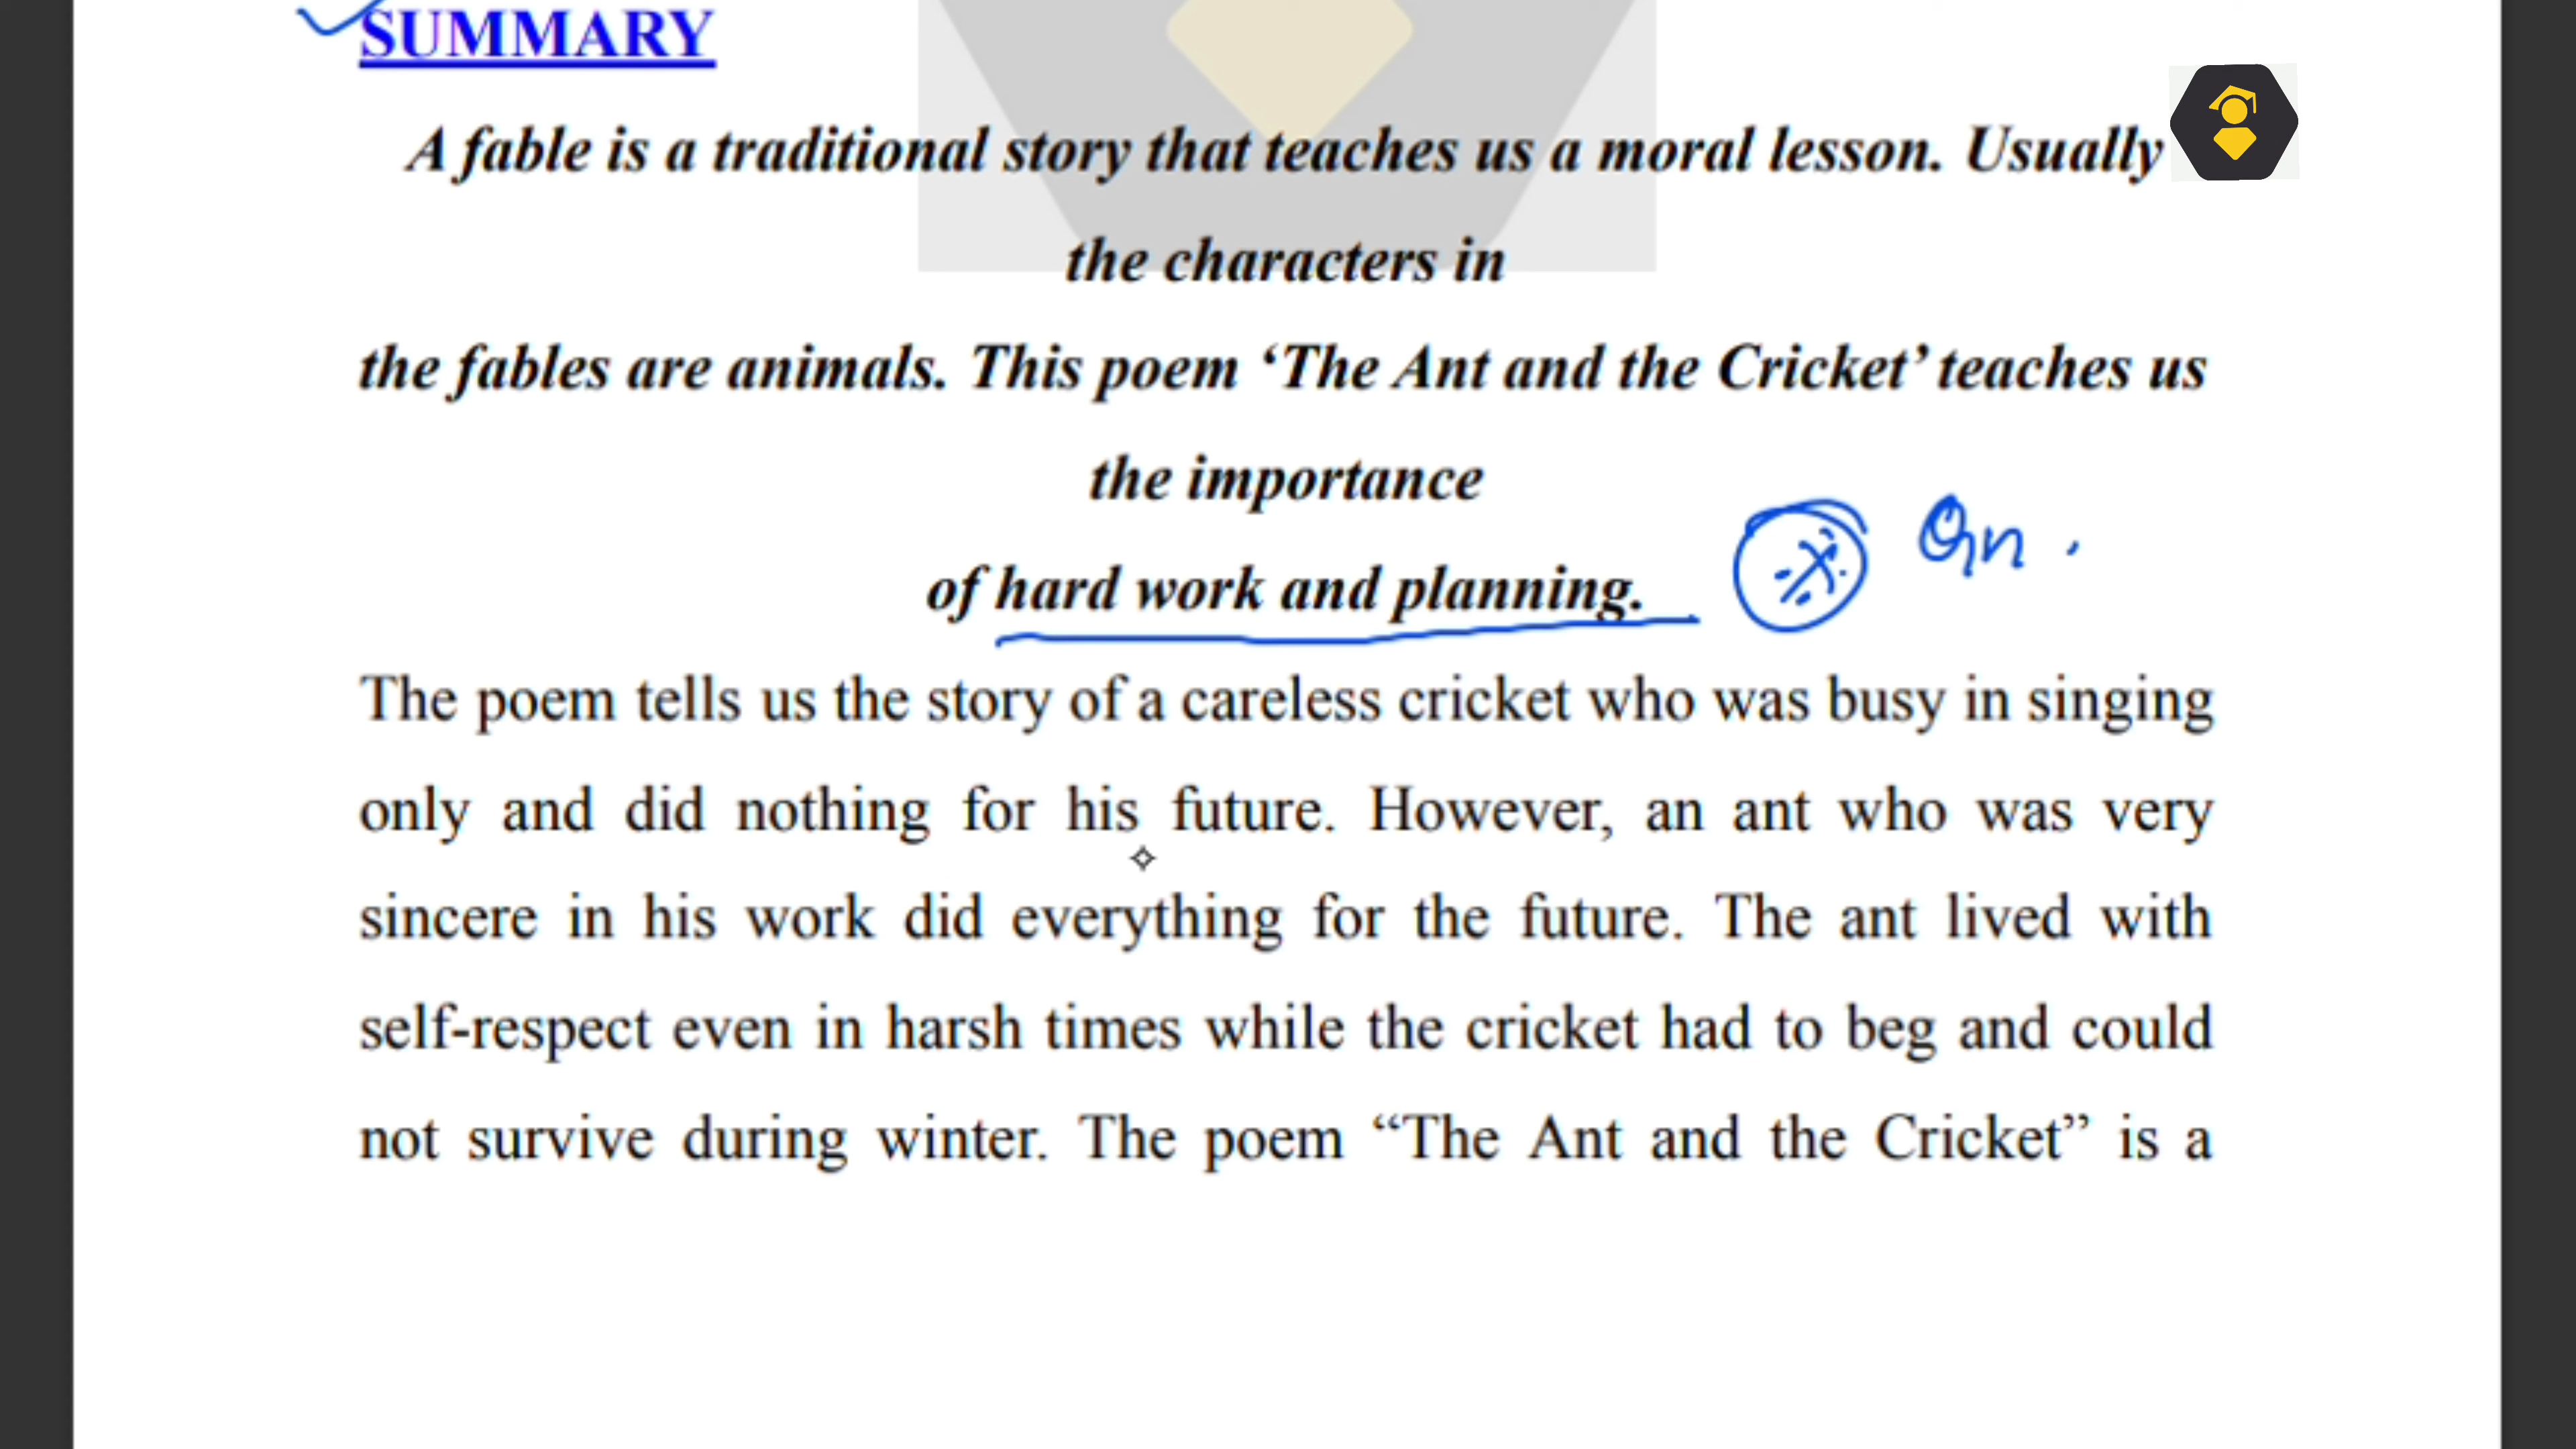 SUMMARY
A fable is a traditional story that teaches us a moral lesson. Usually
the characters in
the fables are animals. This poem ‘The Ant and the Cricket’ teaches us
the importance
of hard work and planning.
Qn.
The poem tells us the story of a careless cricket who was busy in singing
only and did nothing for his future. However, an ant who was very
sincere in his work did everything for the future. The ant lived with
self-respect even in harsh times while the cricket had to beg and could
not survive during winter. The poem “The Ant and the Cricket” is a